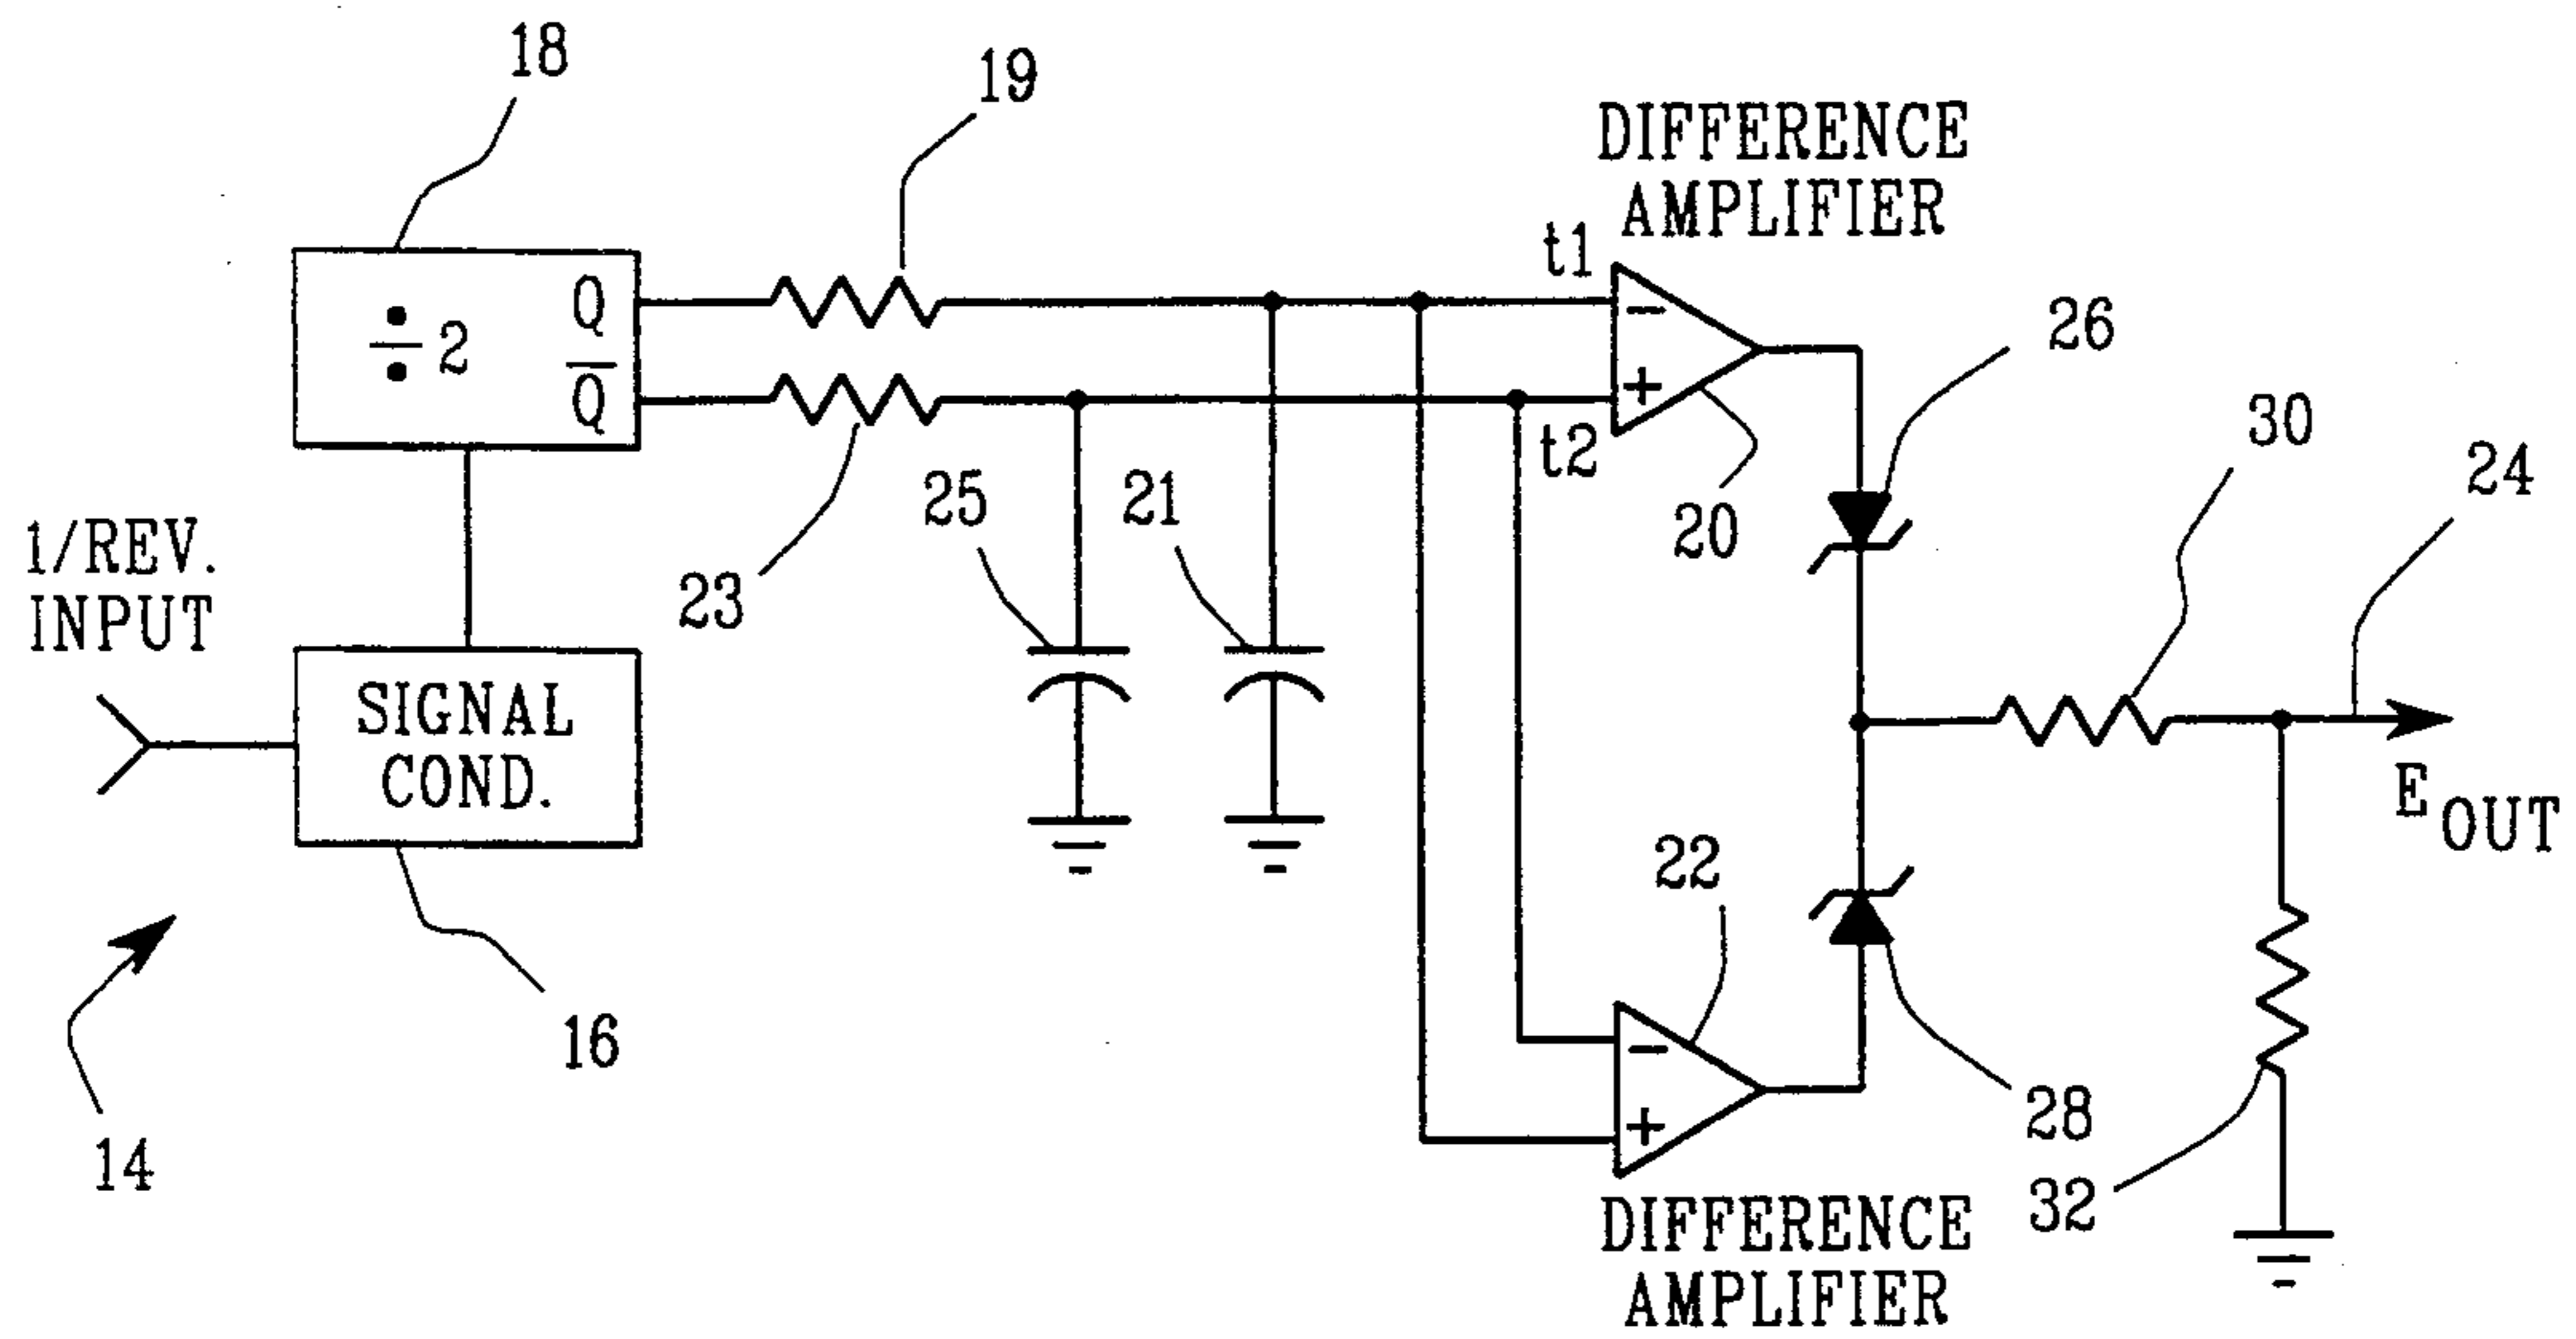 18
19
DIFFERENCE
AMPLIFIER
t1
Q
÷ 2
Q̅
−
+
t2
26
30
24
20
25
21
23
1/REV.
INPUT
SIGNAL
COND.
E OUT
22
16
14
−
+
28
32
DIFFERENCE
AMPLIFIER